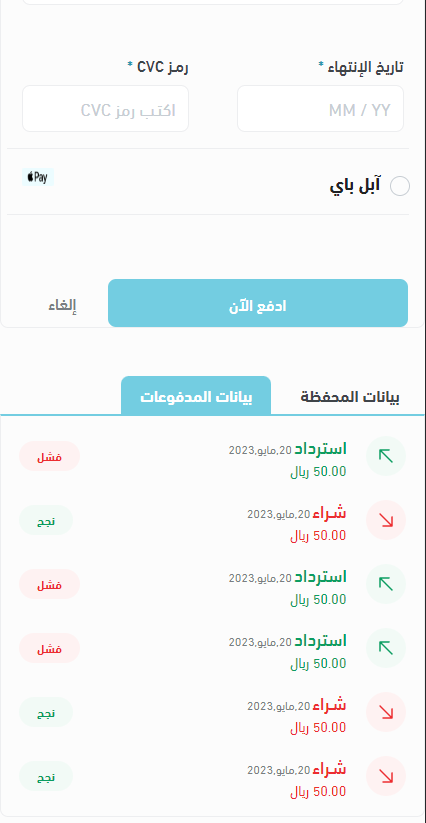 تاريخ الإنتهاء * رمز CVC *
MM / YY اكتب رمز CVC
آبل باي Pay
ادفع الآن إلغاء
بيانات المحفظة بيانات المدفوعات
استرداد 20,مايو,2023 فشل
50.00 ريال
شراء 20,مايو,2023 نجح
50.00 ريال
استرداد 20,مايو,2023 فشل
50.00 ريال
استرداد 20,مايو,2023 فشل
50.00 ريال
شراء 20,مايو,2023 نجح
50.00 ريال
شراء 20,مايو,2023 نجح
50.00 ريال